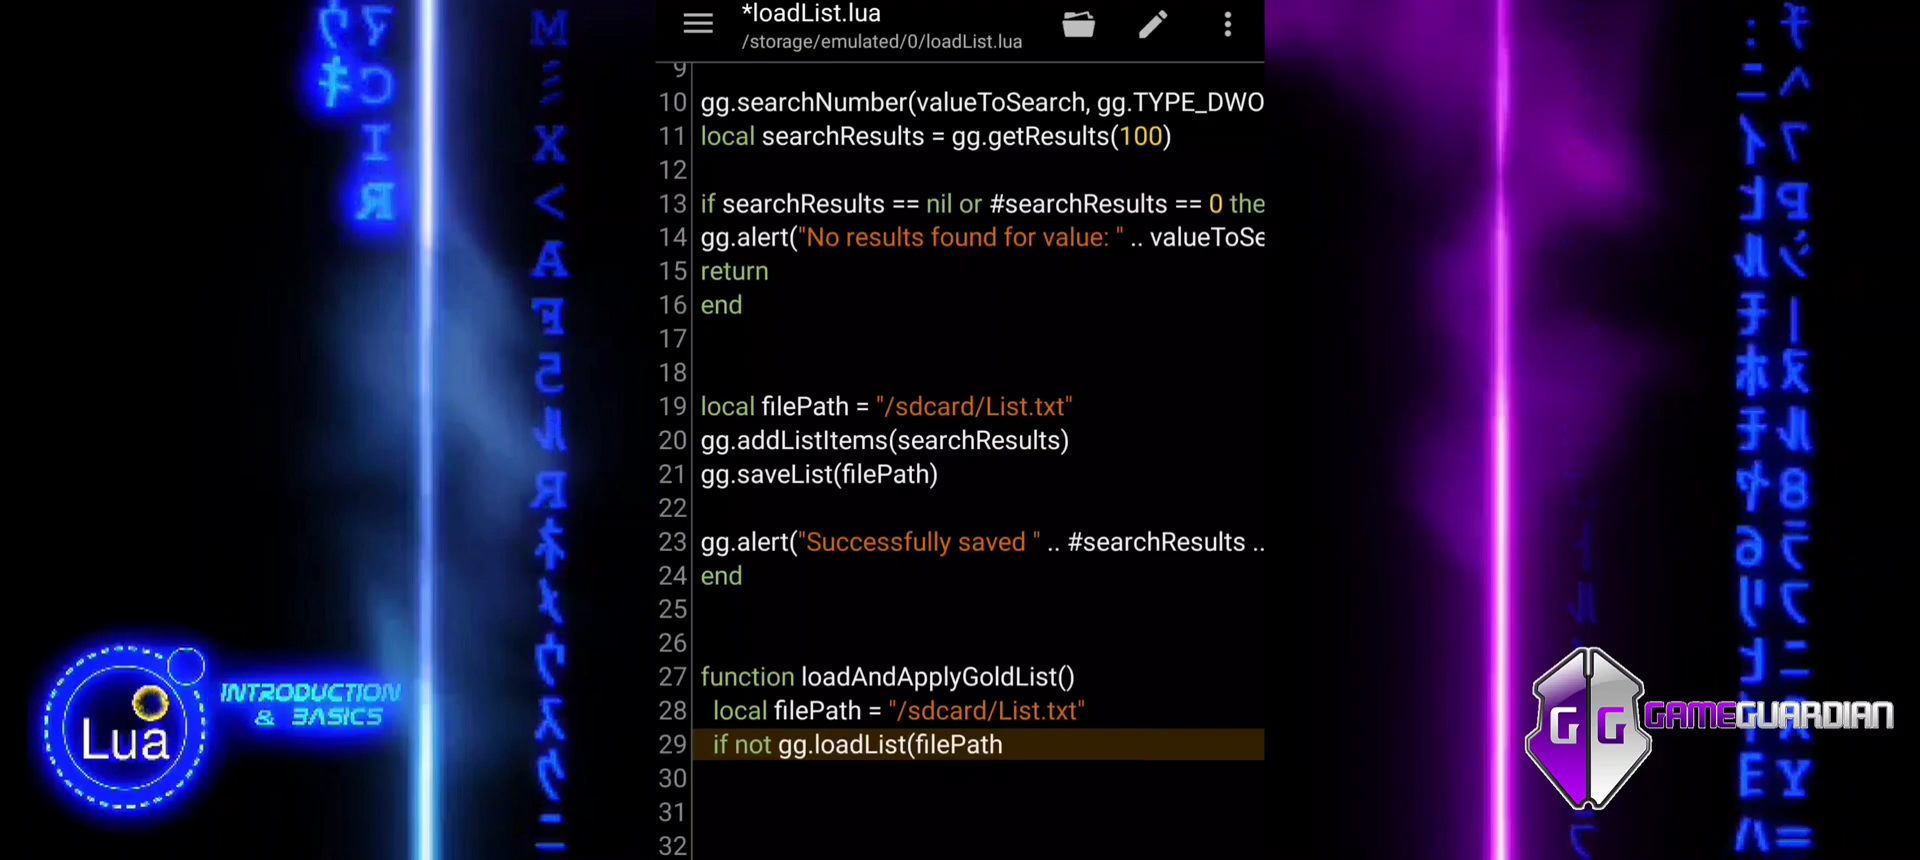 *loadList.lua
/storage/emulated/0/loadList.lua
9
10 gg.searchNumber(valueToSearch, gg.TYPE_DWO
11 local searchResults = gg.getResults(100)
12
13 if searchResults == nil or #searchResults == 0 the
14 gg.alert("No results found for value: " .. valueToSe
15 return
16 end
17
18
19 local filePath = "/sdcard/List.txt"
20 gg.addListItems(searchResults)
21 gg.saveList(filePath)
22
23 gg.alert("Successfully saved " .. #searchResults ..
24 end
25
26
27 function loadAndApplyGoldList()
28 local filePath = "/sdcard/List.txt"
29 if not gg.loadList(filePath
30
31
32
Lua
INTRODUCTION
& BASICS
GG
GAMEGUARDIAN